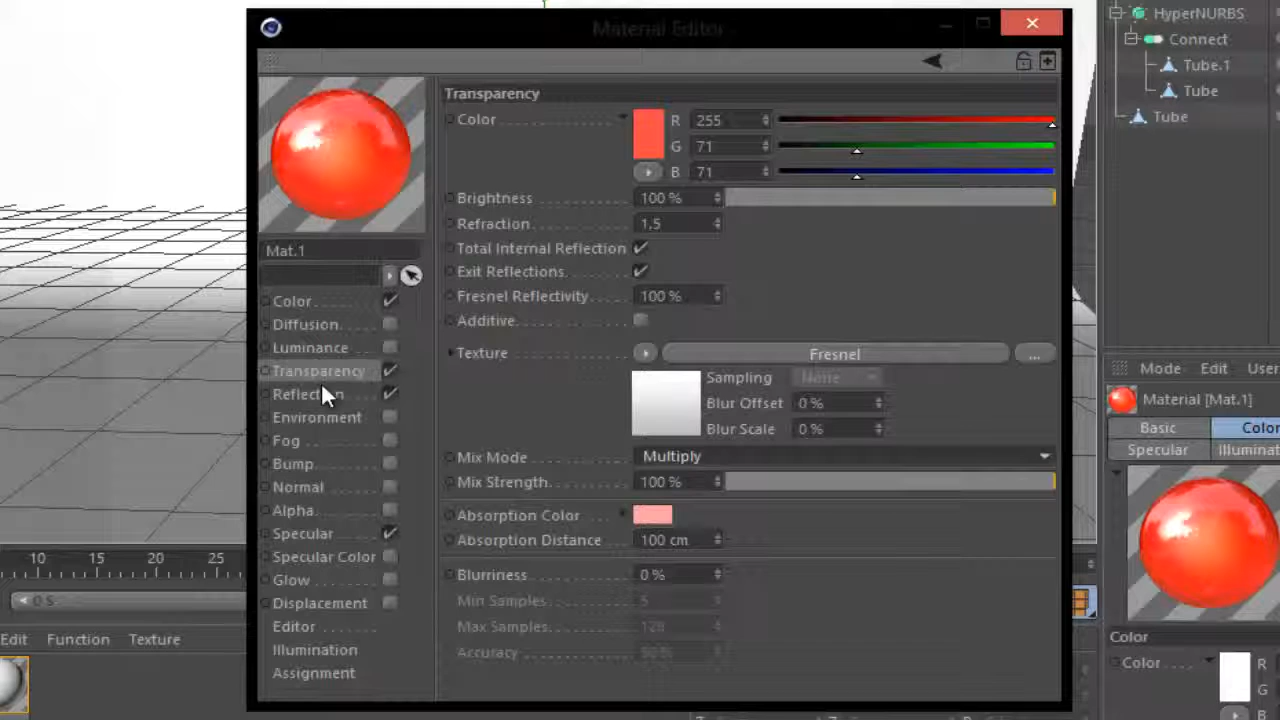 Material Editor
HyperNURBS
Connect
Tube.1
Tube
Tube
Transparency
Color
R 255
G 71
B 71
Brightness 100 %
Refraction 1,5
Total Internal Reflection
Exit Reflections
Fresnel Reflectivity 100 %
Additive
Texture Fresnel ...
Sampling None
Blur Offset 0 %
Blur Scale 0 %
Mix Mode Multiply
Mix Strength 100 %
Absorption Color
Absorption Distance 100 cm
Blurriness 0 %
Min Samples 5
Max Samples 128
Accuracy
Mat.1
Color
Diffusion
Luminance
Transparency
Reflection
Environment
Fog
Bump
Normal
Alpha
Specular
Specular Color
Glow
Displacement
Editor
Illumination
Assignment
Mode Edit User
Material [Mat.1]
Basic Color
Specular Illuminat
Color
Color R
G
10 15 20 25
0 S
Edit Function Texture